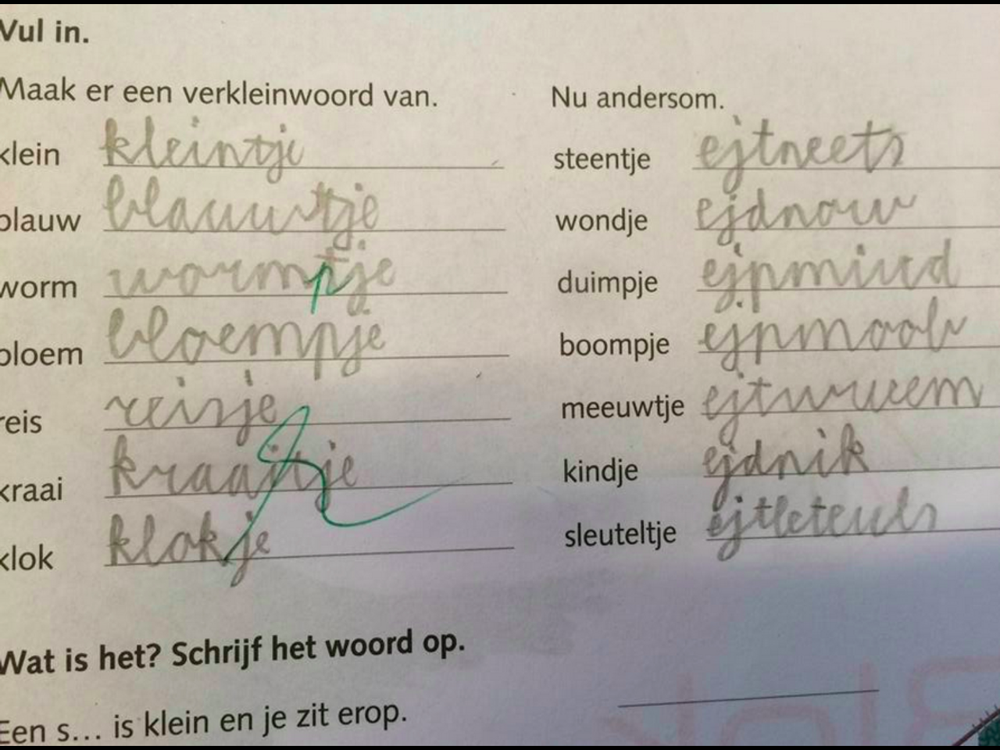 Vul in.
Maak er een verkleinwoord van.
klein kleintje
blauw blauwtje
worm wormpje
bloem bloempje
reis reisje
kraai kraaitje
klok klokje
Nu andersom.
steentje ejtneets
wondje ejdnow
duimpje ejpmiud
boompje ejpmoob
meeuwtje ejtwueem
kindje ejdnik
sleuteltje ejtletuels
Wat is het? Schrijf het woord op.
Een s... is klein en je zit erop.